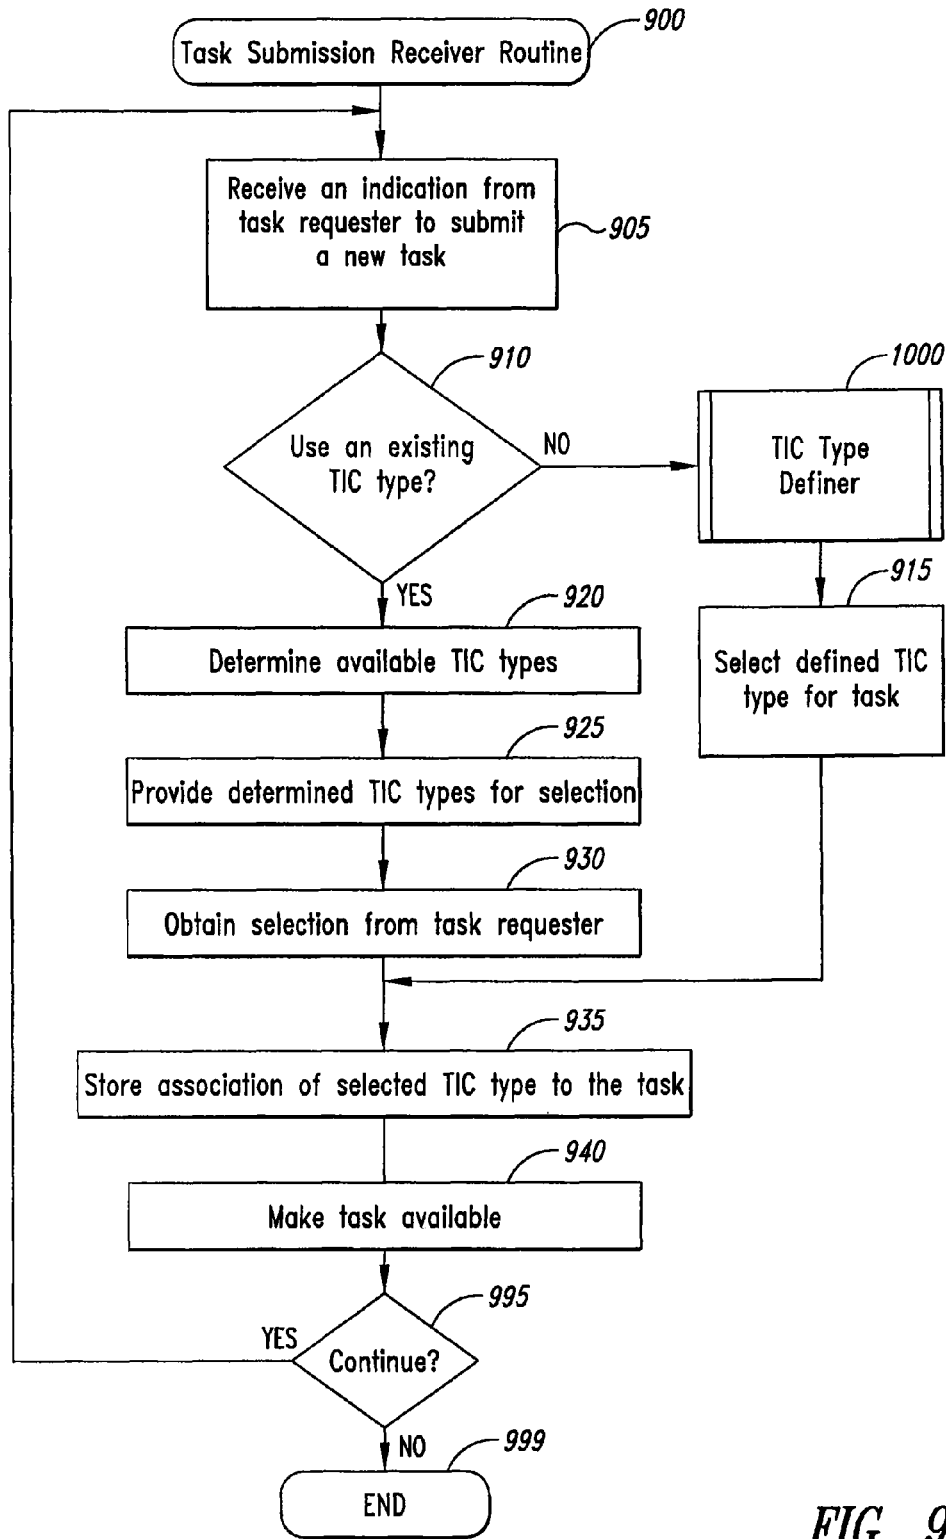 Task Submission Receiver Routine
900
Receive an indication from
task requester to submit
a new task
905
910
Use an existing
TIC type?
NO
1000
TIC Type
Definer
YES
920
Determine available TIC types
915
Select defined TIC
type for task
925
Provide determined TIC types for selection
930
Obtain selection from task requester
935
Store association of selected TIC type to the task
940
Make task available
995
YES
Continue?
NO
999
END
FIG. 9